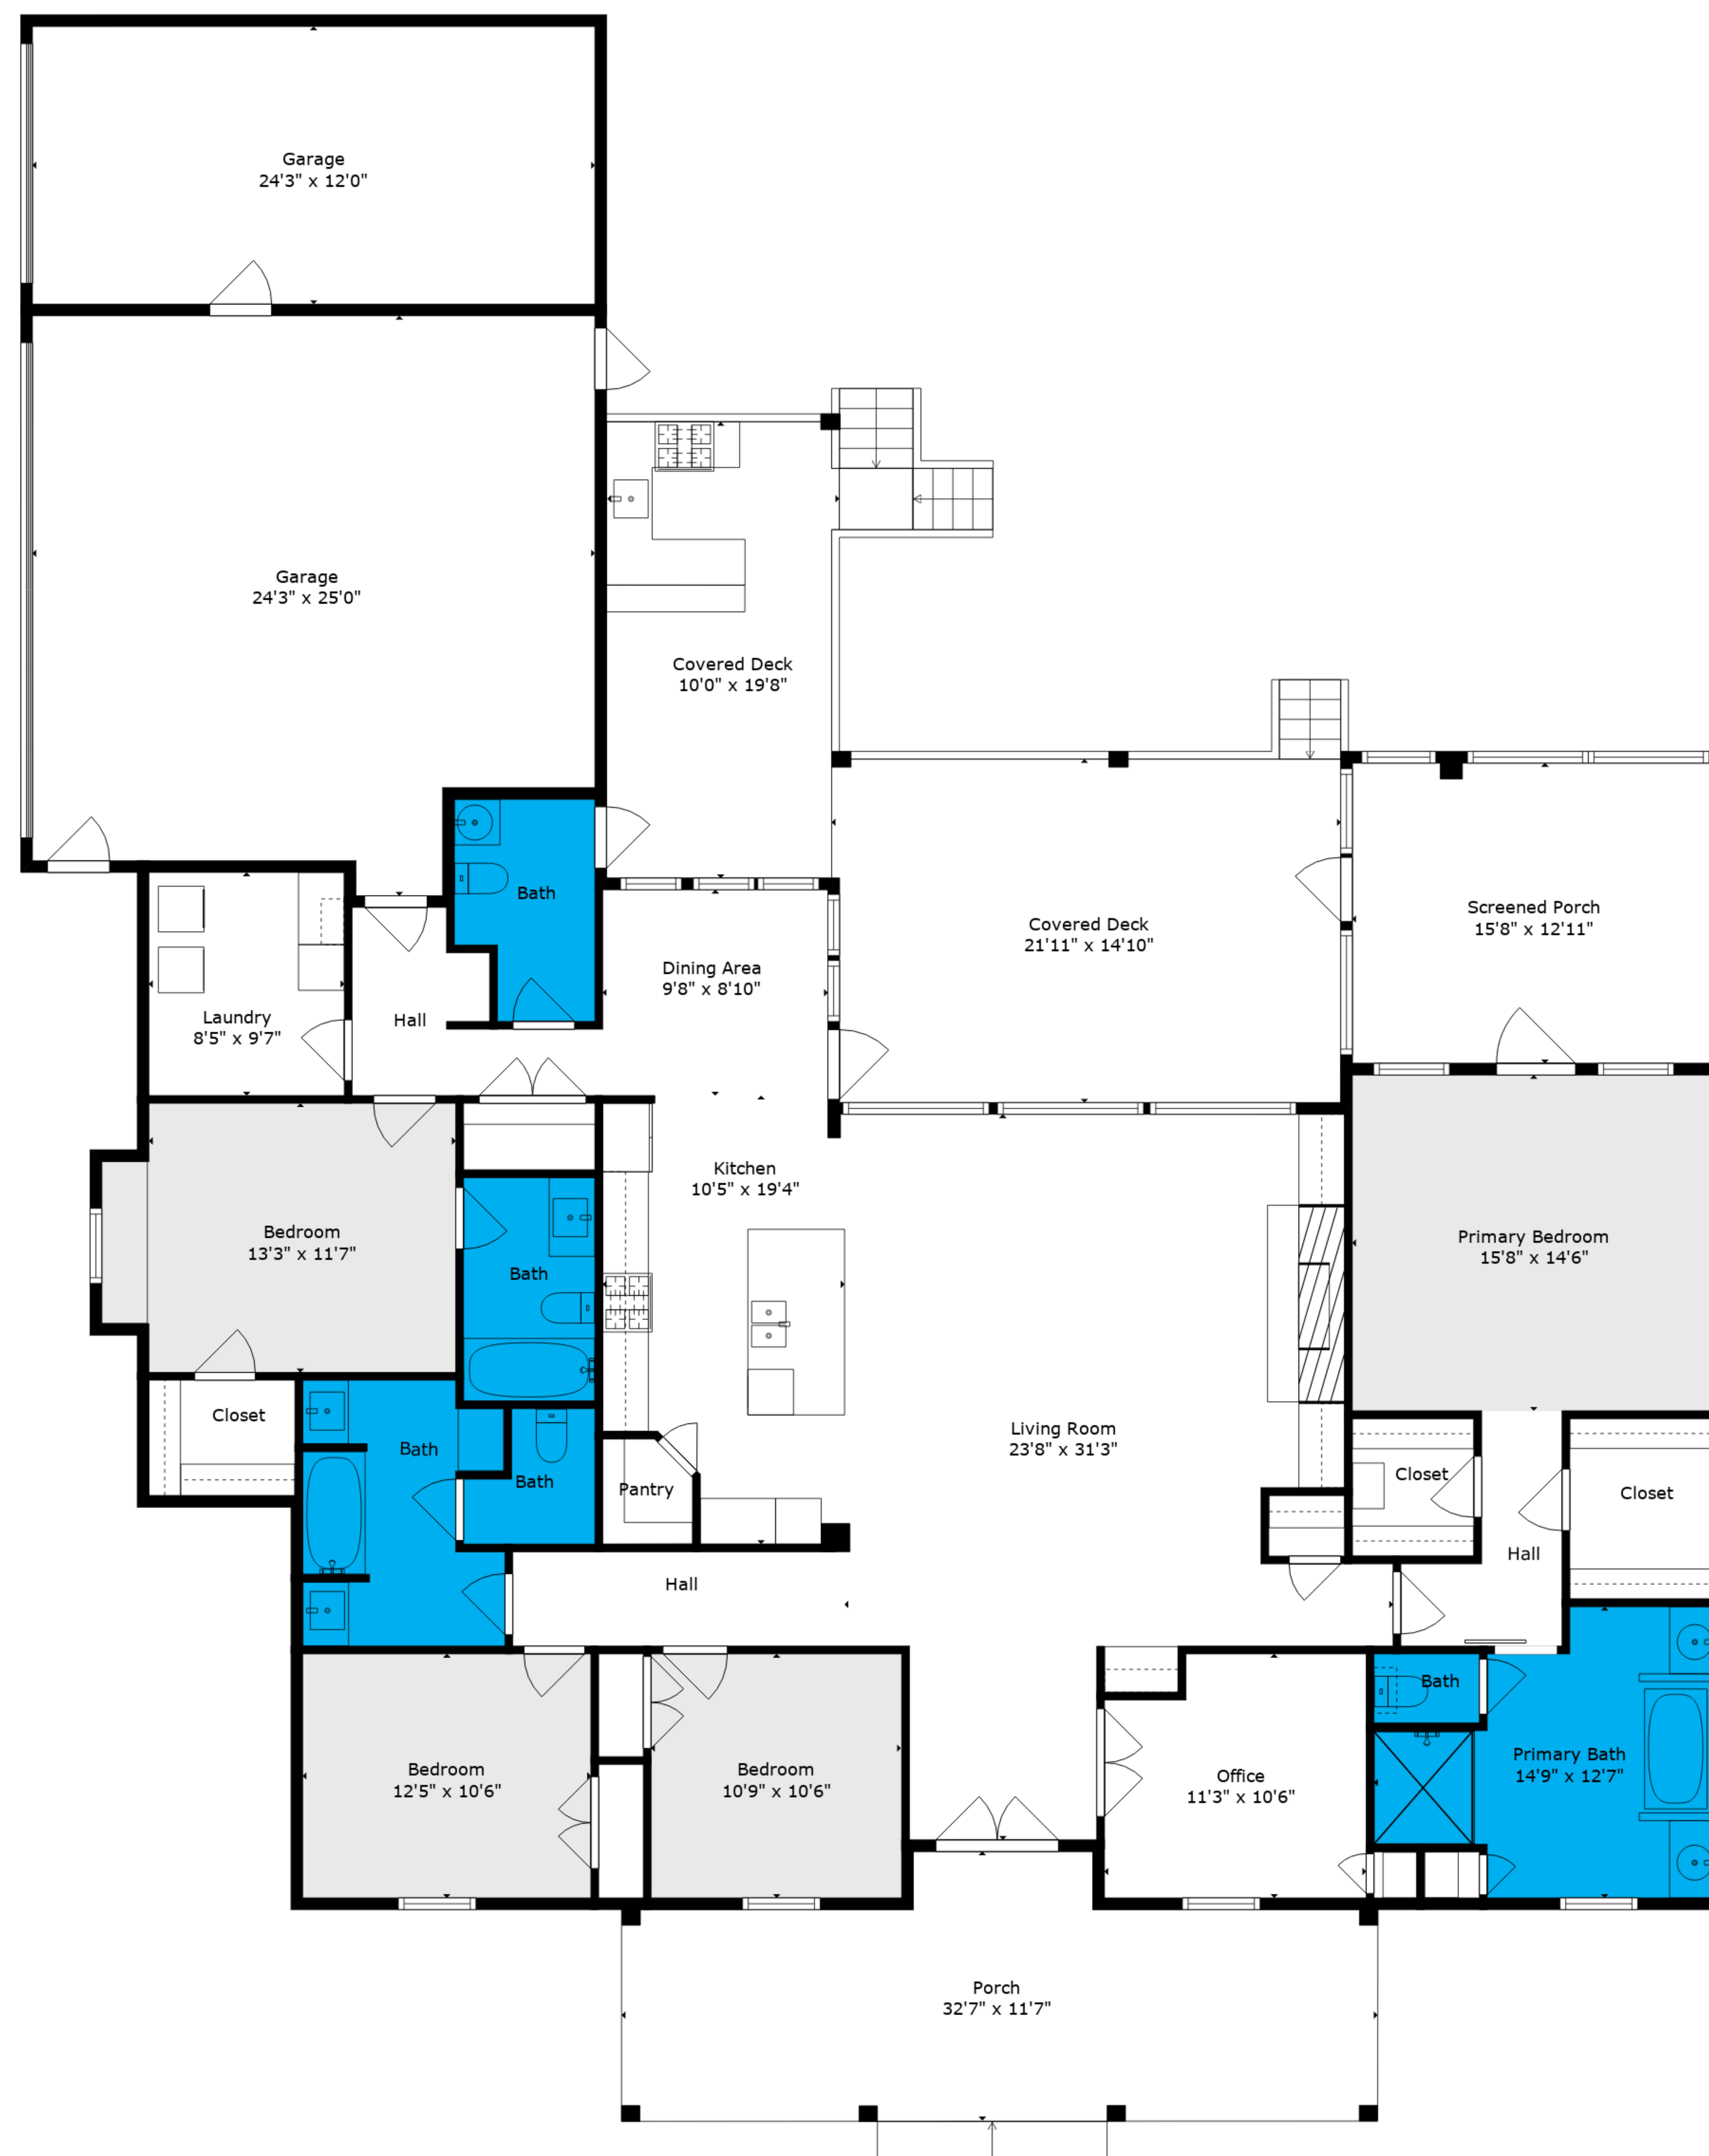 Garage
24'3" x 12'0"
Garage
24'3" x 25'0"
Covered Deck
10'0" x 19'8"
Bath
Covered Deck
21'11" x 14'10"
Screened Porch
15'8" x 12'11"
Dining Area
9'8" x 8'10"
Laundry
8'5" x 9'7"
Hall
Kitchen
10'5" x 19'4"
Bedroom
13'3" x 11'7"
Bath
Primary Bedroom
15'8" x 14'6"
Closet
Bath
Living Room
23'8" x 31'3"
Bath
Pantry
Closet
Closet
Hall
Hall
Bath
Bedroom
12'5" x 10'6"
Bedroom
10'9" x 10'6"
Office
11'3" x 10'6"
Primary Bath
14'9" x 12'7"
Porch
32'7" x 11'7"